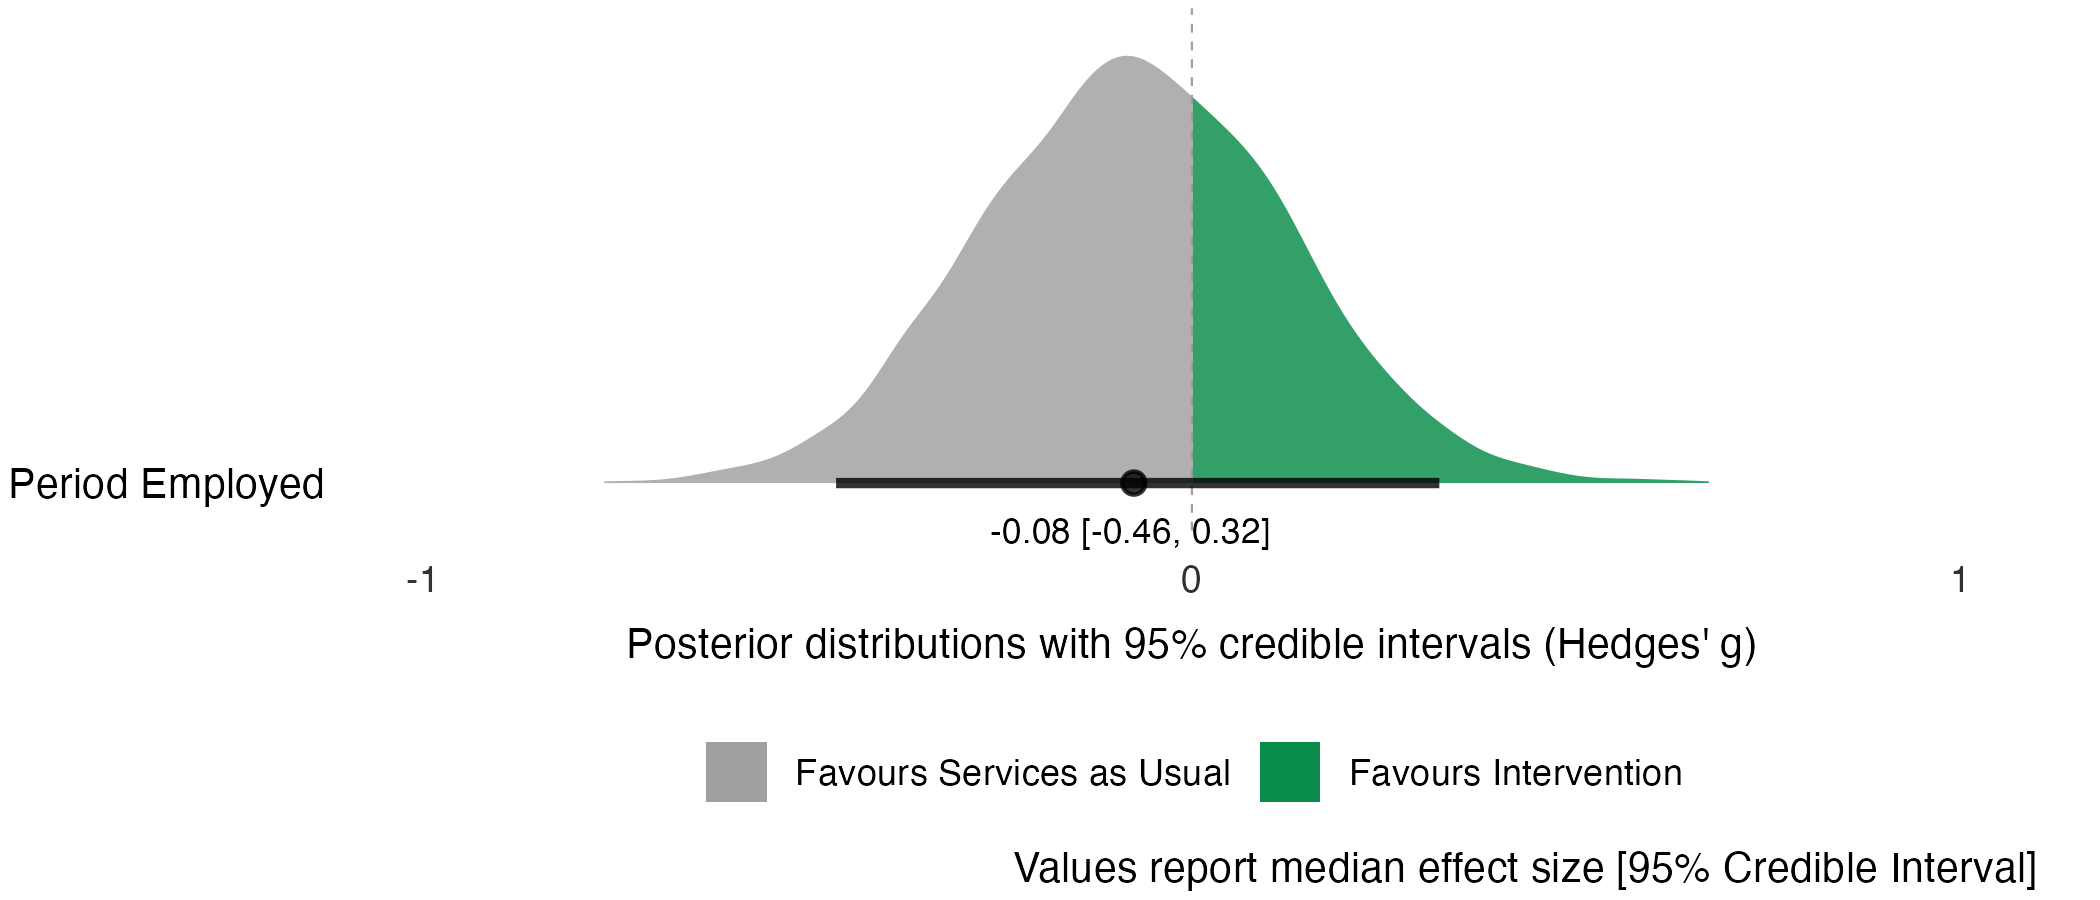 Period Employed
-0.08 [-0.46, 0.32]
-1 0 1
Posterior distributions with 95% credible intervals (Hedges' g)
Favours Services as Usual Favours Intervention
Values report median effect size [95% Credible Interval]